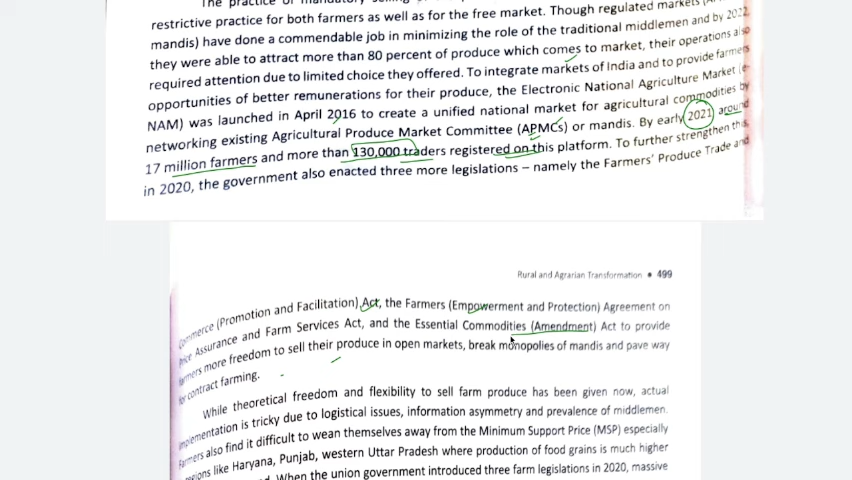 The practice of mandatory
restrictive practice for both farmers as well as for the free market. Though regulated markets
mandis) have done a commendable job in minimizing the role of the traditional middlemen and by 2022
they were able to attract more than 80 percent of produce which comes to market, their operations also
required attention due to limited choice they offered. To integrate markets of India and to provide farmers
opportunities of better remunerations for their produce, the Electronic National Agriculture Market (e-
NAM) was launched in April 2016 to create a unified national market for agricultural commodities by
networking existing Agricultural Produce Market Committee (APMCs) or mandis. By early 2021 around
17 million farmers and more than 130,000 traders registered on this platform. To further strengthen this,
in 2020, the government also enacted three more legislations – namely the Farmers' Produce Trade and
Rural and Agrarian Transformation • 499
Commerce (Promotion and Facilitation) Act, the Farmers (Empowerment and Protection) Agreement on
Price Assurance and Farm Services Act, and the Essential Commodities (Amendment) Act to provide
farmers more freedom to sell their produce in open markets, break monopolies of mandis and pave way
for contract farming.
While theoretical freedom and flexibility to sell farm produce has been given now, actual
implementation is tricky due to logistical issues, information asymmetry and prevalence of middlemen.
Farmers also find it difficult to wean themselves away from the Minimum Support Price (MSP) especially
regions like Haryana, Punjab, western Uttar Pradesh where production of food grains is much higher
When the union government introduced three farm legislations in 2020, massive